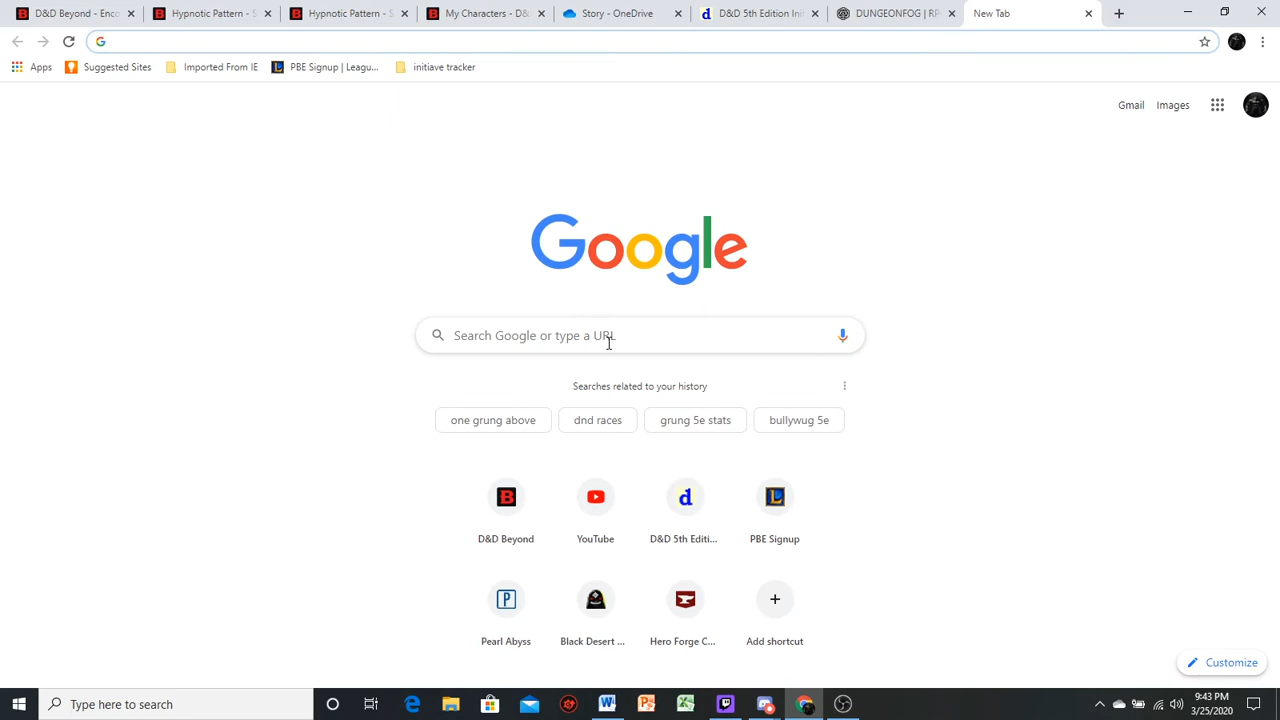 D&D Beyond - Enco
Hypnotic Pattern - S
Hypnotic Pattern - S
My Characters - D&
Story - OneDrive
D&D 5th Edition Init
DUNGEONFOG | RP
New Tab
Apps
Suggested Sites
Imported From IE
PBE Signup | Leagu...
initiave tracker
Gmail
Images
Google
Search Google or type a URL
Searches related to your history
one grung above
dnd races
grung 5e stats
bullywug 5e
D&D Beyond
YouTube
D&D 5th Editi...
PBE Signup
Pearl Abyss
Black Desert ...
Hero Forge C...
Add shortcut
Customize
Type here to search
9:43 PM
3/25/2020